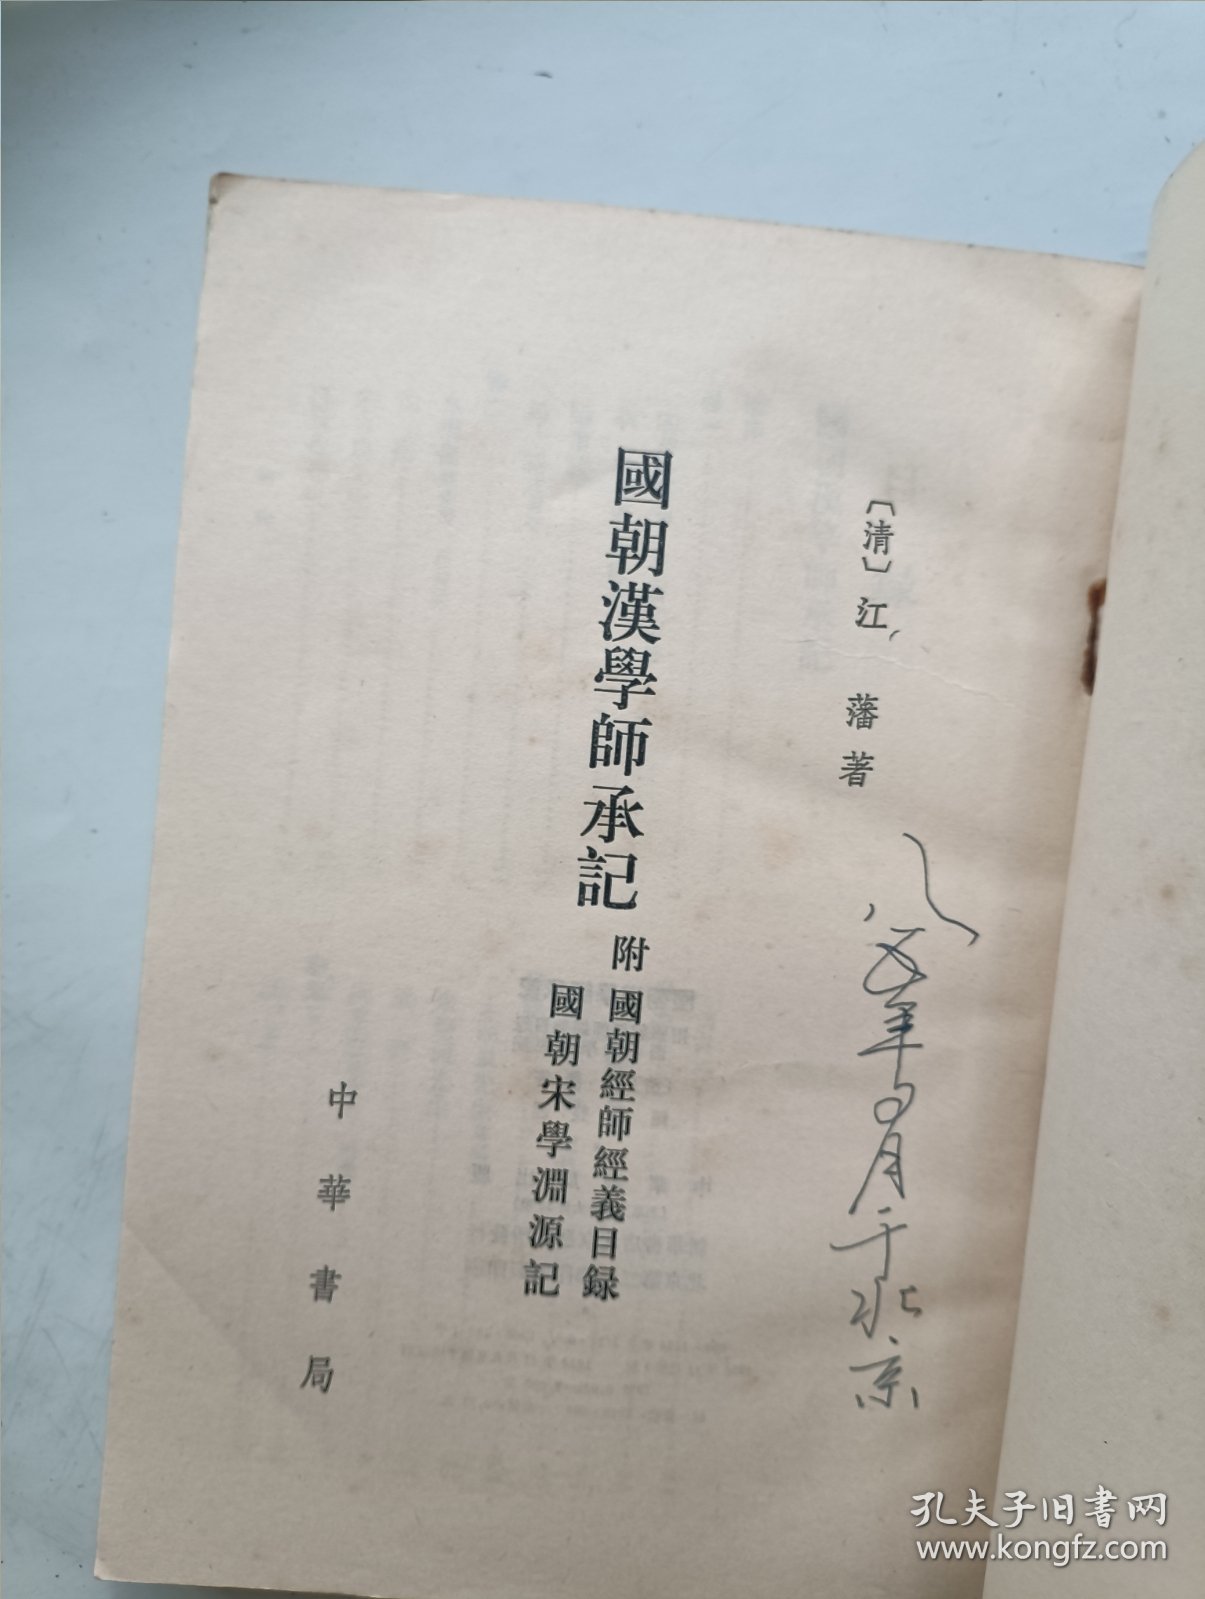 〔清〕江　藩著
國朝漢學師承記 附 國朝經師經義目録
國朝宋學淵源記
中華書局
八五年四月于北京
孔夫子旧书网
www.kongfz.com